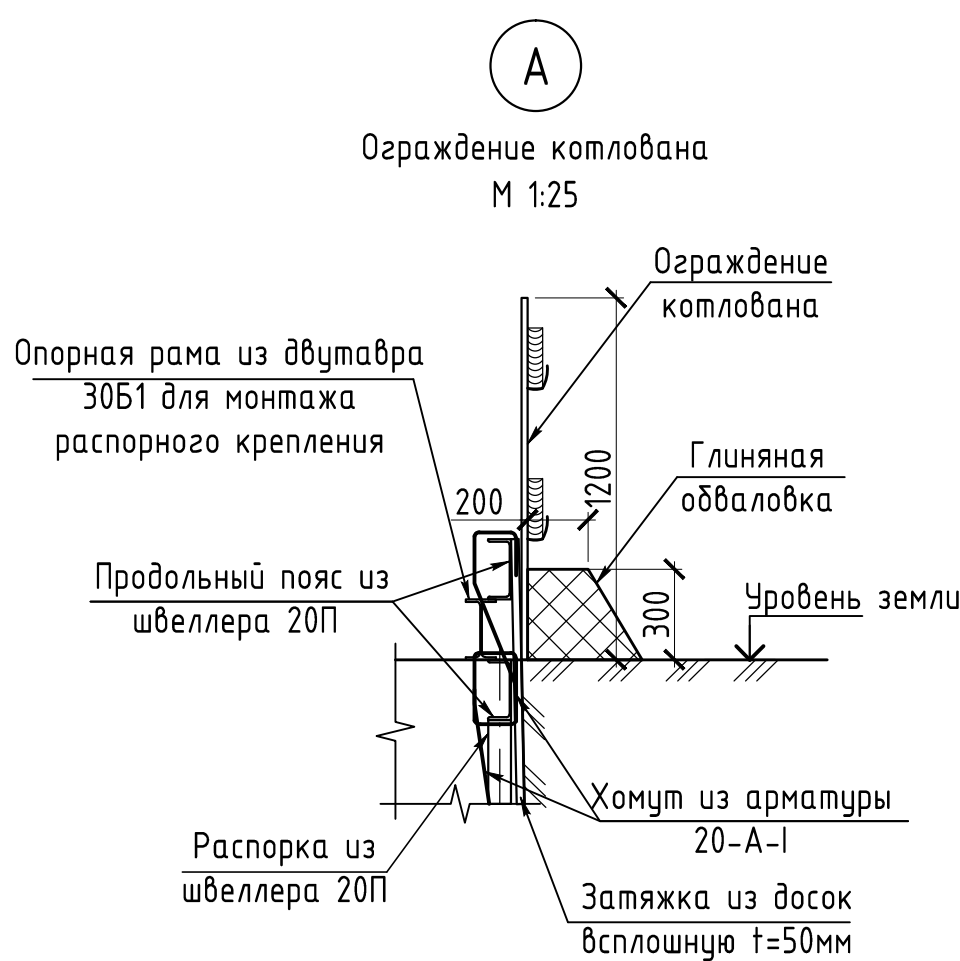 А
Ограждение котлована
М 1:25
Ограждение
котлована
Опорная рама из двутавра
30Б1 для монтажа
распорного крепления
1200
Глиняная
обваловка
200
Продольный пояс из
швеллера 20П
300
Уровень земли
Хомут из арматуры
20-А-I
Распорка из
швеллера 20П
Затяжка из досок
всплошную t=50мм